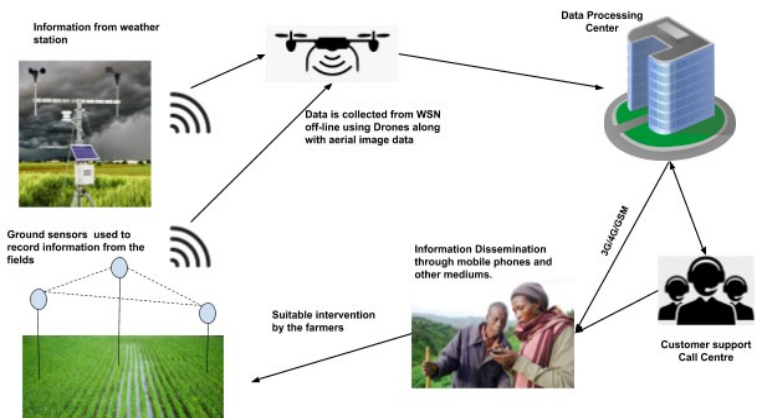 Information from weather
station
Data Processing
Center
Data is collected from WSN
off-line using Drones along
with aerial image data
Ground sensors  used to
record information from the
fields
3G/4G/GSM
Information Dissemination
through mobile phones and
other mediums.
Suitable intervention
by the farmers
Customer support
Call Centre